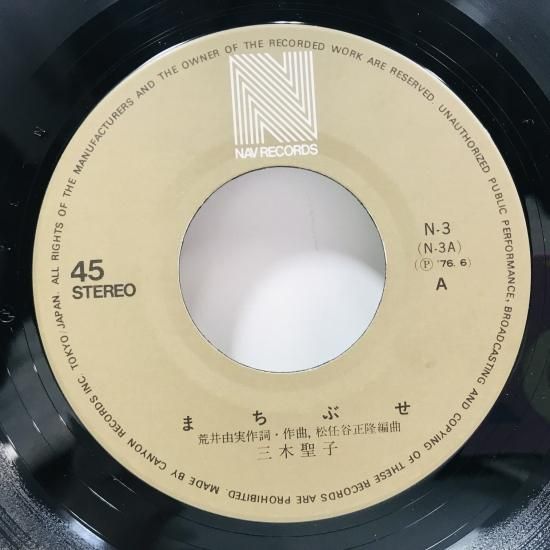 ALL RIGHTS OF THE MANUFACTURERS AND THE OWNER OF THE RECORDED WORK ARE RESERVED. UNAUTHORIZED PUBLIC PERFORMANCE, BROADCASTING AND COPYING OF THESE RECORDS ARE PROHIBITED. MADE BY CANYON RECORDS INC. TOKYO/JAPAN.
NAV RECORDS
N-3
(N-3A)
(Ⓟ '76. 6)
A
45
STEREO
まちぶせ
荒井由実作詞・作曲, 松任谷正隆編曲
三木聖子